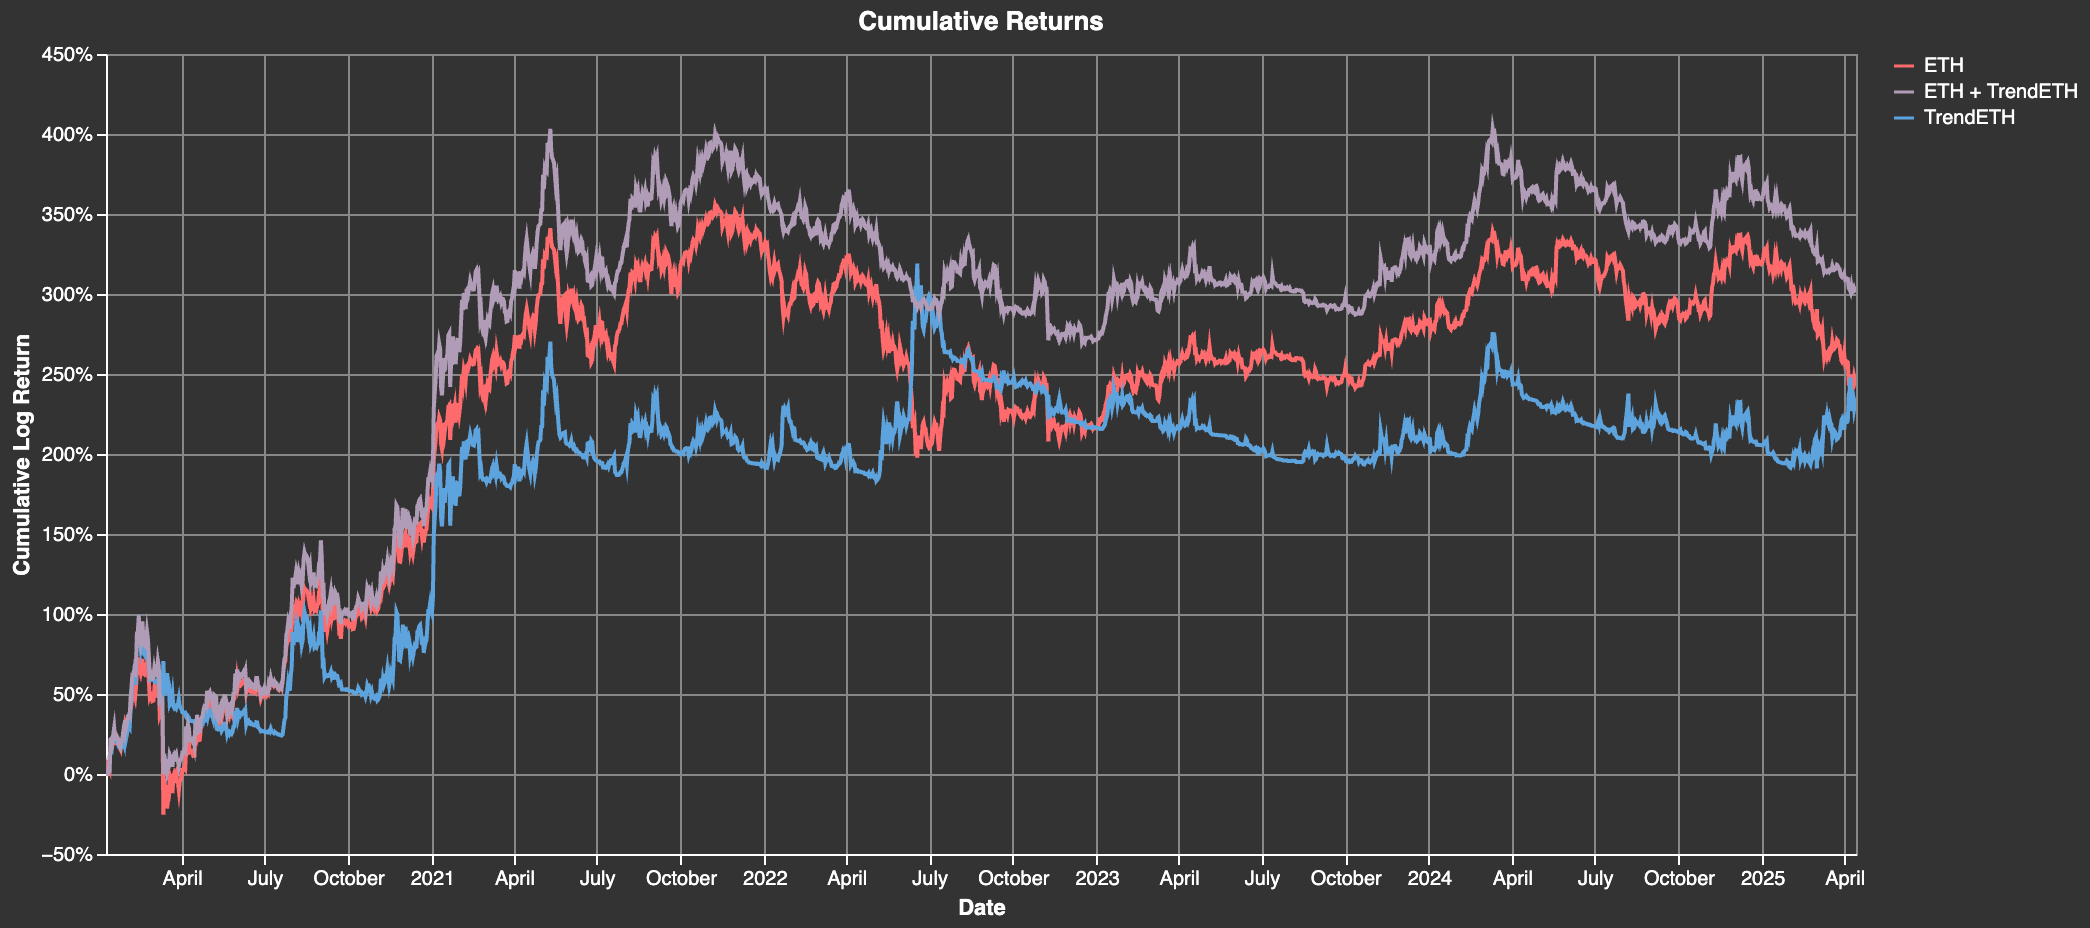 Cumulative Returns
450%
400%
350%
300%
250%
200%
150%
100%
50%
0%
–50%
Cumulative Log Return
April July October 2021 April July October 2022 April July October 2023 April July October 2024 April July October 2025 April
Date
ETH
ETH + TrendETH
TrendETH